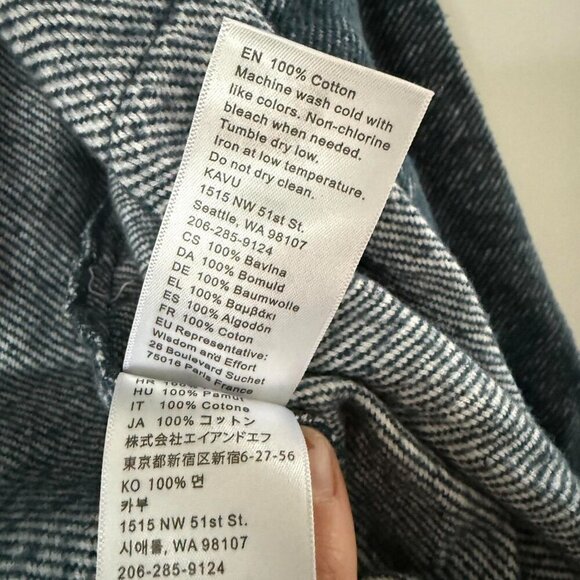 EN 100% Cotton
Machine wash cold with
like colors. Non-chlorine
bleach when needed.
Tumble dry low.
Iron at low temperature.
Do not dry clean.
KAVU
1515 NW 51st St.
Seattle, WA 98107
206-285-9124
CS 100% Bavlna
DA 100% Bomuld
DE 100% Baumwolle
EL 100% Βαμβάκι
ES 100% Algodón
FR 100% Coton
EU Representative:
Wisdom and Effort
28 Boulevard Suchet
75016 Paris France
HR 100%
HU 100% Pamut
IT 100% Cotone
JA 100% コットン
株式会社エイアンドエフ
東京都新宿区新宿6-27-56
KO 100% 면
카부
1515 NW 51st St.
시애틀, WA 98107
206-285-9124